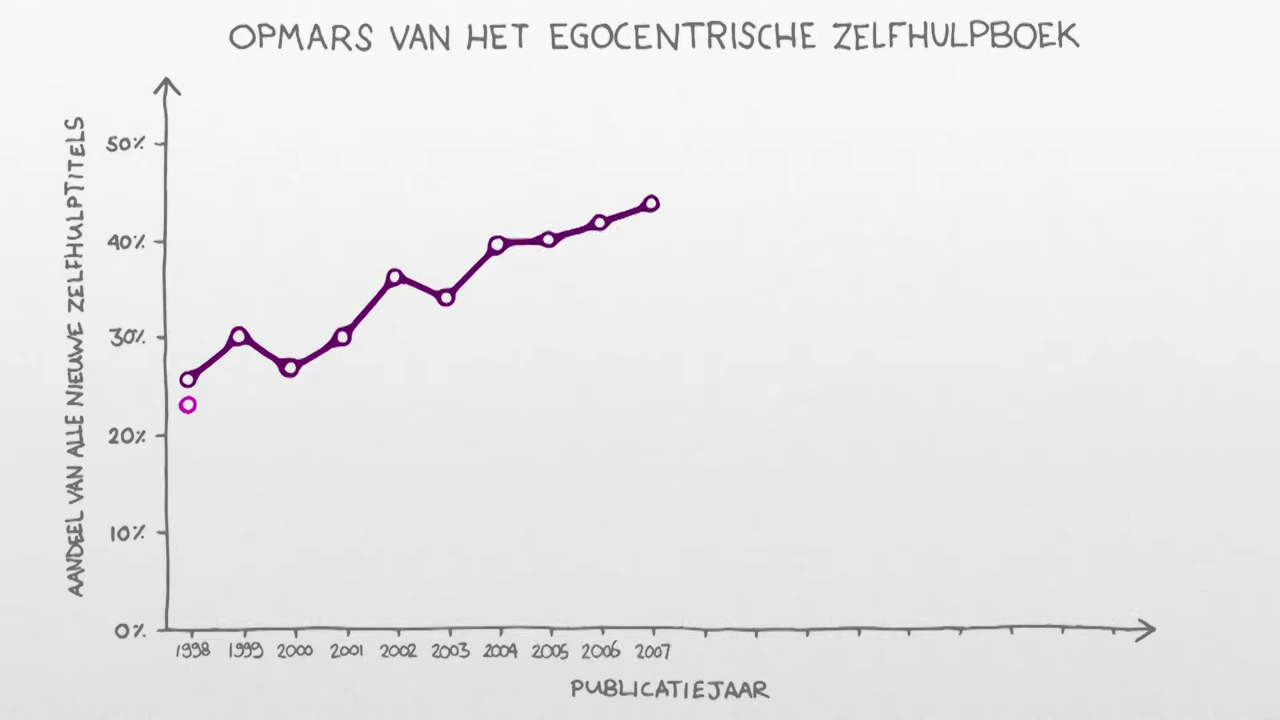 OPMARS VAN HET EGOCENTRISCHE ZELFHULPBOEK
AANDEEL VAN ALLE NIEUWE ZELFHULPTITELS
50%
40%
30%
20%
10%
0%
1998 1999 2000 2001 2002 2003 2004 2005 2006 2007
PUBLICATIEJAAR